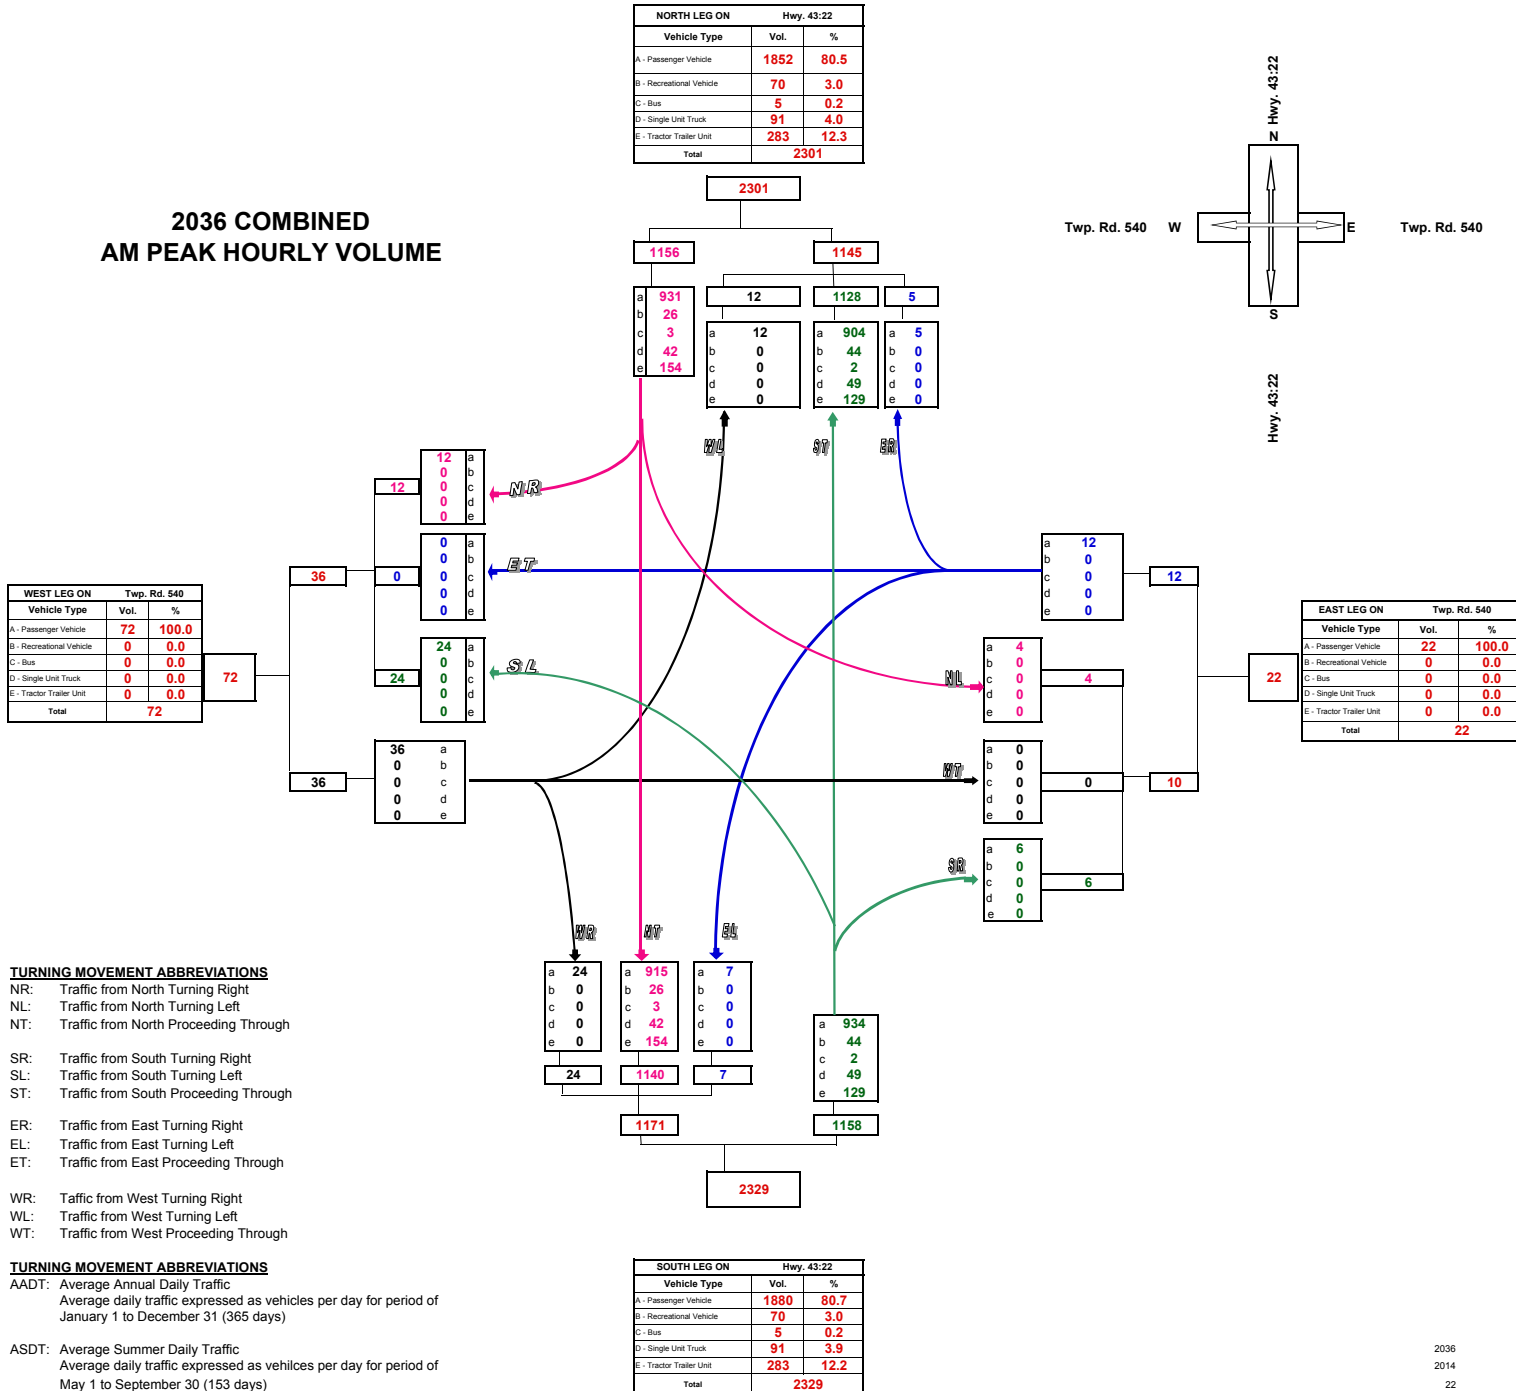 NORTH LEG ON Hwy. 43:22
Vehicle Type Vol. %
A - Passenger Vehicle 1852 80.5
B - Recreational Vehicle 70 3.0
C - Bus 5 0.2
D - Single Unit Truck 91 4.0
E - Tractor Trailer Unit 283 12.3
Total 2301
2301
2036 COMBINED
AM PEAK HOURLY VOLUME
Hwy. 43:22
N
Twp. Rd. 540 W E Twp. Rd. 540
S
Hwy. 43:22
1156 1145
12 1128 5
a 931
b 26
c 3
d 42
e 154
a 12
b 0
c 0
d 0
e 0
a 904
b 44
c 2
d 49
e 129
a 5
b 0
c 0
d 0
e 0
WL ST ER
12 a
0 b
0 c
0 d
0 e
12
NR
0 a
0 b
0 c
0 d
0 e
36 0
ET
24 a
0 b
0 c
0 d
0 e
24
SL
a 12
b 0
c 0
d 0
e 0
12
WEST LEG ON Twp. Rd. 540
Vehicle Type Vol. %
A - Passenger Vehicle 72 100.0
B - Recreational Vehicle 0 0.0
C - Bus 0 0.0
D - Single Unit Truck 0 0.0
E - Tractor Trailer Unit 0 0.0
Total 72
72
EAST LEG ON Twp. Rd. 540
Vehicle Type Vol. %
A - Passenger Vehicle 22 100.0
B - Recreational Vehicle 0 0.0
C - Bus 0 0.0
D - Single Unit Truck 0 0.0
E - Tractor Trailer Unit 0 0.0
Total 22
22
NL
a 4
b 0
c 0
d 0
e 0
4
36
36 a
0 b
0 c
0 d
0 e
WT
a 0
b 0
c 0
d 0
e 0
0
10
SR
a 6
b 0
c 0
d 0
e 0
6
WR NT EL
a 24
b 0
c 0
d 0
e 0
a 915
b 26
c 3
d 42
e 154
a 7
b 0
c 0
d 0
e 0
a 934
b 44
c 2
d 49
e 129
24 1140 7
1171 1158
2329
TURNING MOVEMENT ABBREVIATIONS
NR: Traffic from North Turning Right
NL: Traffic from North Turning Left
NT: Traffic from North Proceeding Through
SR: Traffic from South Turning Right
SL: Traffic from South Turning Left
ST: Traffic from South Proceeding Through
ER: Traffic from East Turning Right
EL: Traffic from East Turning Left
ET: Traffic from East Proceeding Through
WR: Taffic from West Turning Right
WL: Traffic from West Turning Left
WT: Traffic from West Proceeding Through
TURNING MOVEMENT ABBREVIATIONS
AADT: Average Annual Daily Traffic
Average daily traffic expressed as vehicles per day for period of
January 1 to December 31 (365 days)
ASDT: Average Summer Daily Traffic
Average daily traffic expressed as vehilces per day for period of
May 1 to September 30 (153 days)
SOUTH LEG ON Hwy. 43:22
Vehicle Type Vol. %
A - Passenger Vehicle 1880 80.7
B - Recreational Vehicle 70 3.0
C - Bus 5 0.2
D - Single Unit Truck 91 3.9
E - Tractor Trailer Unit 283 12.2
Total 2329
2036
2014
22